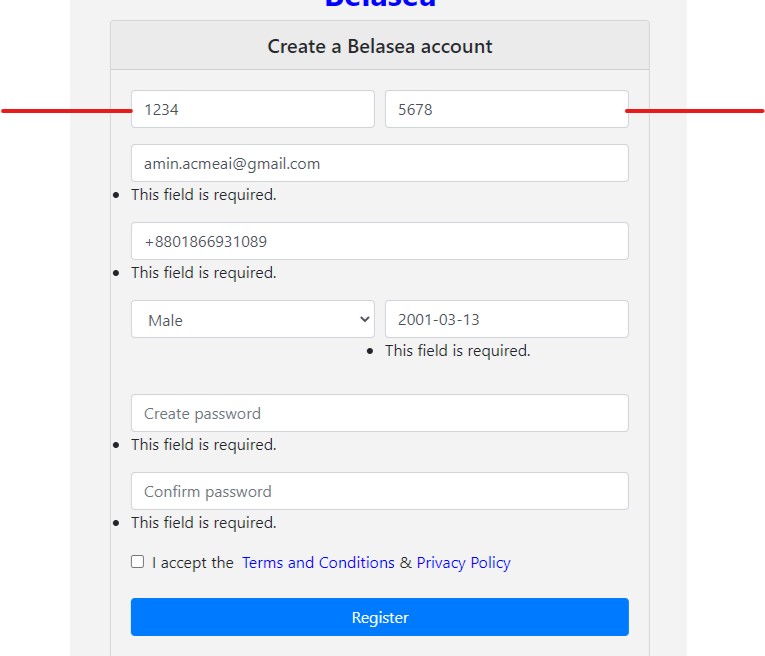 Belasea
Create a Belasea account
1234 5678
amin.acmeai@gmail.com
This field is required.
+8801866931089
This field is required.
Male 2001-03-13
This field is required.
Create password
This field is required.
Confirm password
This field is required.
I accept the Terms and Conditions & Privacy Policy
Register